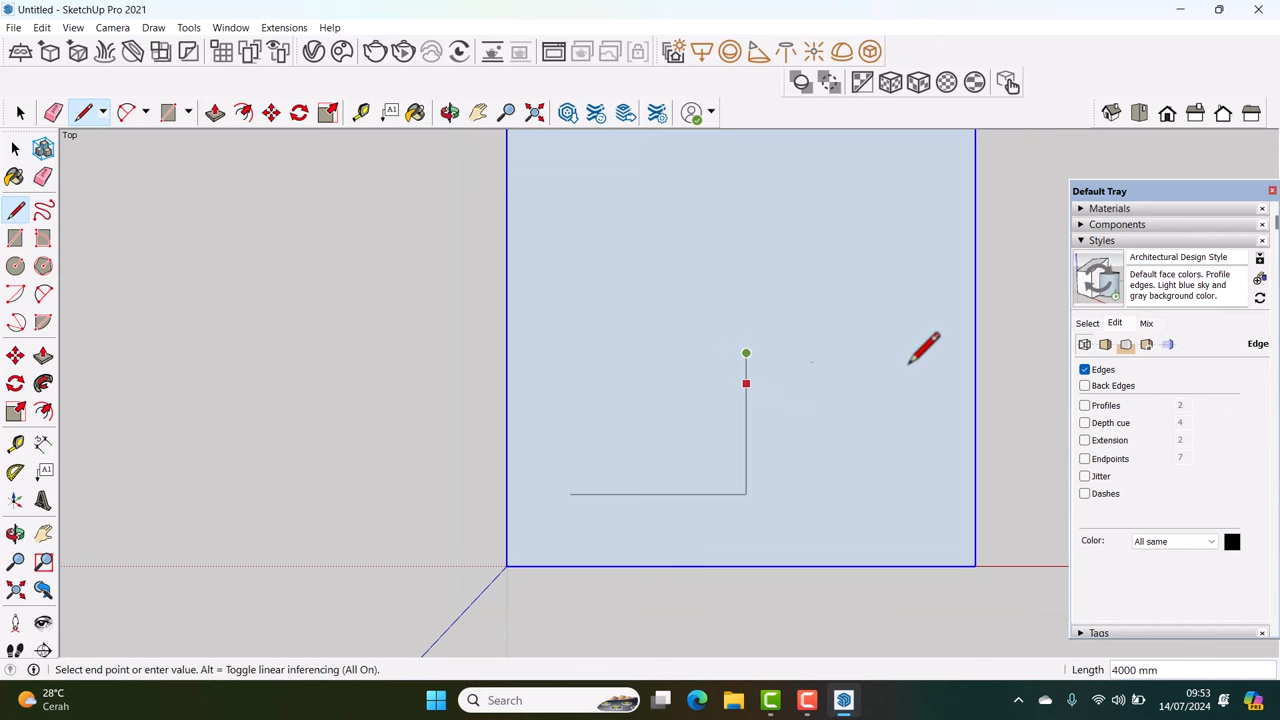 Untitled - SketchUp Pro 2021
File Edit View Camera Draw Tools Window Help Extensions Help
Top
A1
A1
Default Tray
Materials
Components
Styles
Architectural Design Style
Default face colors. Profile
edges. Light blue sky and
gray background color.
Select Edit Mix
Edge
Edges
Back Edges
Profiles 2
Depth cue 4
Extension 2
Endpoints 7
Jitter
Dashes
Color: All same
Tags
Select end point or enter value. Alt = Toggle linear inferencing (All On).
Length 4000 mm
28°C
Cerah
Search
09:53
14/07/2024